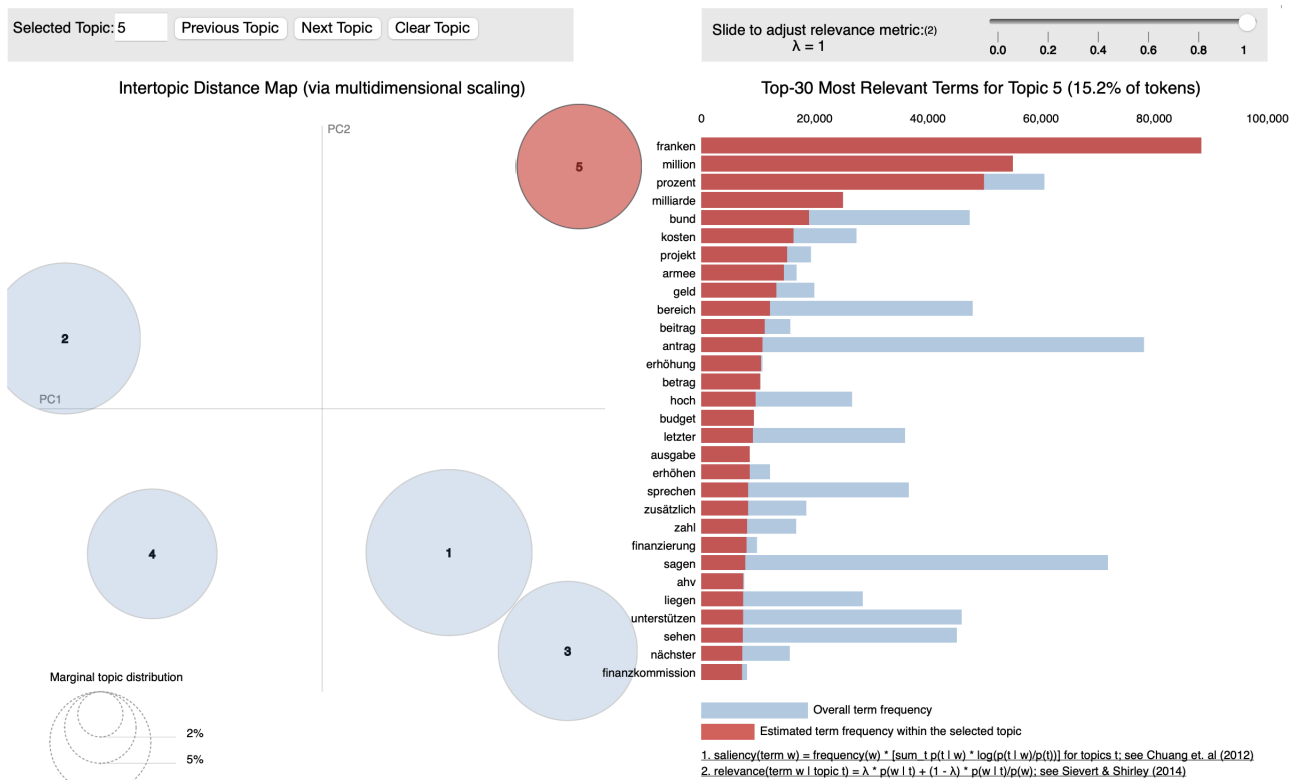 Selected Topic: 5 Previous Topic Next Topic Clear Topic
Slide to adjust relevance metric:(2)
λ = 1
0.0 0.2 0.4 0.6 0.8 1
Intertopic Distance Map (via multidimensional scaling)
PC2
PC1
5
2
4
1
3
Marginal topic distribution
2%
5%
Top-30 Most Relevant Terms for Topic 5 (15.2% of tokens)
0 20,000 40,000 60,000 80,000 100,000
franken
million
prozent
milliarde
bund
kosten
projekt
armee
geld
bereich
beitrag
antrag
erhöhung
betrag
hoch
budget
letzter
ausgabe
erhöhen
sprechen
zusätzlich
zahl
finanzierung
sagen
ahv
liegen
unterstützen
sehen
nächster
finanzkommission
Overall term frequency
Estimated term frequency within the selected topic
1. saliency(term w) = frequency(w) * [sum_t p(t | w) * log(p(t | w)/p(t))] for topics t; see Chuang et. al (2012)
2. relevance(term w | topic t) = λ * p(w | t) + (1 - λ) * p(w | t)/p(w); see Sievert & Shirley (2014)